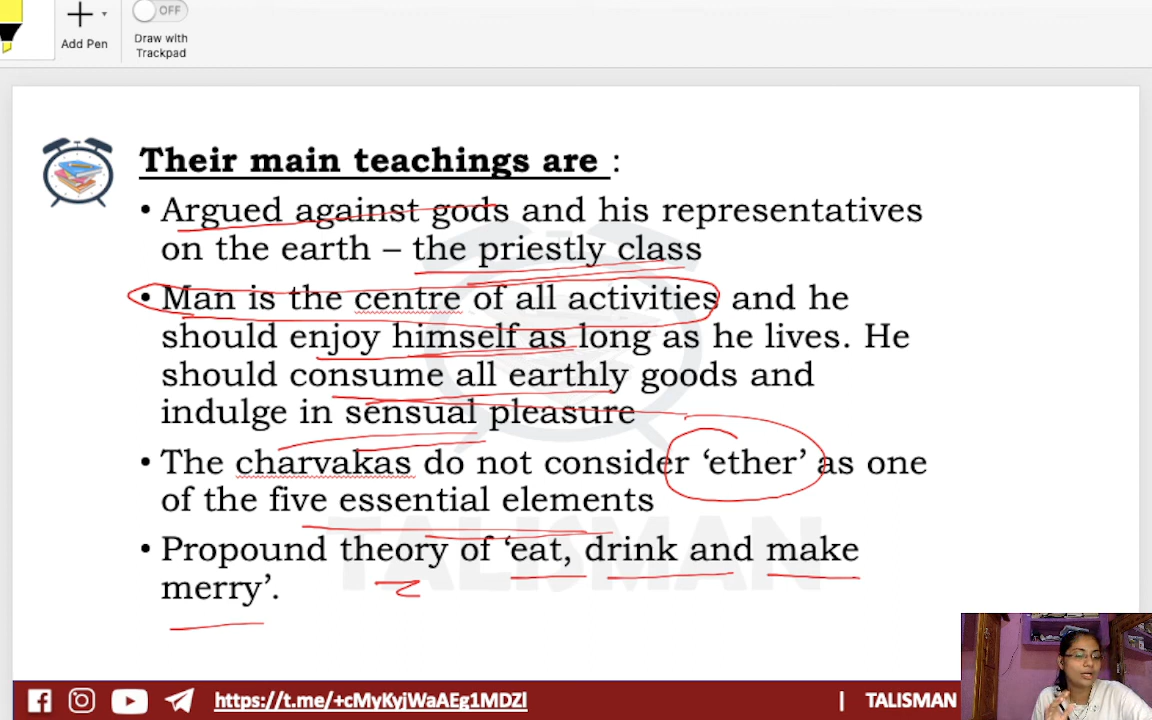 OFF
Add Pen
Draw with
Trackpad
Their main teachings are :
• Argued against gods and his representatives
on the earth – the priestly class
• Man is the centre of all activities and he
should enjoy himself as long as he lives. He
should consume all earthly goods and
indulge in sensual pleasure
• The charvakas do not consider ‘ether’ as one
of the five essential elements
• Propound theory of ‘eat, drink and make
merry’.
TALISMAN
https://t.me/+cMyKyjWaAEg1MDZl
| TALISMAN